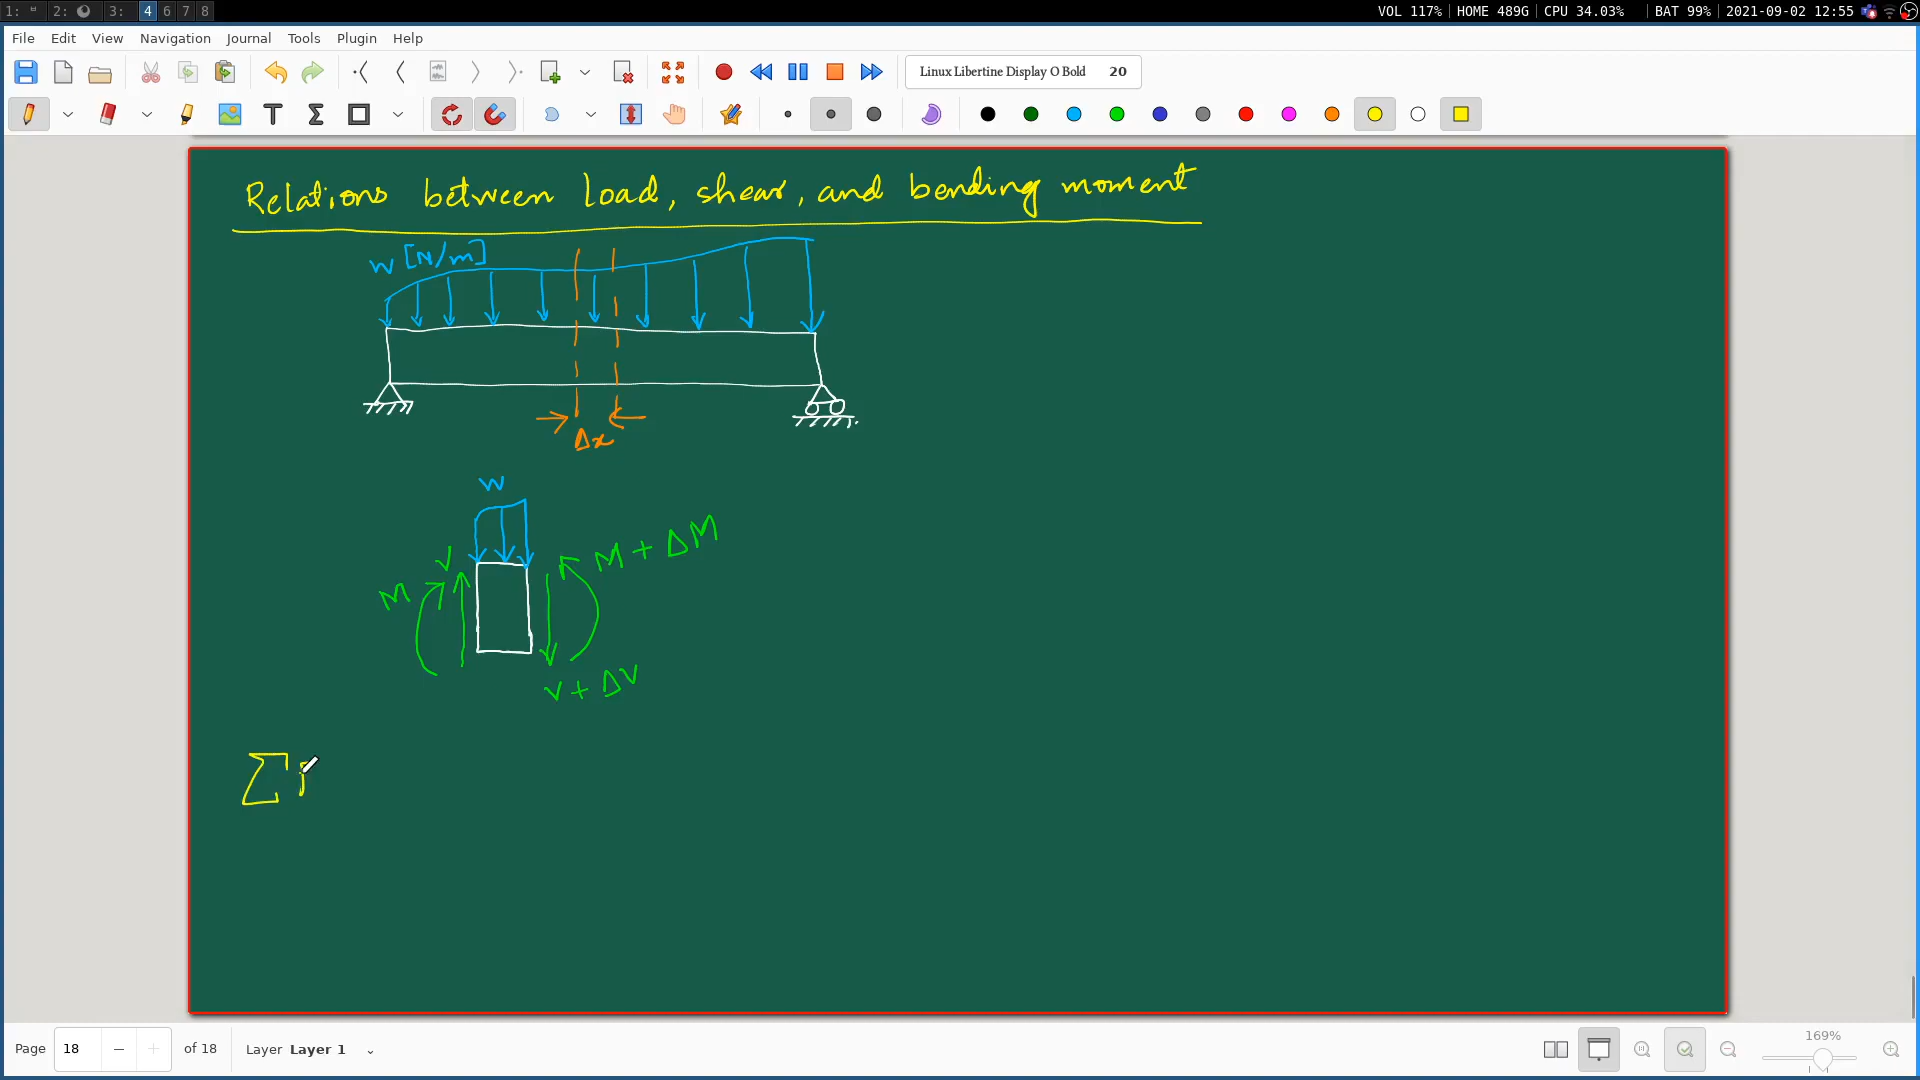 1: " 2: 3: 4 6 7 8 VOL 117% HOME 489G CPU 34.03% BAT 99% 2021-09-02 12:55
File Edit View Navigation Journal Tools Plugin Help
Linux Libertine Display O Bold 20
T Σ
Relations between load, shear, and bending moment
w [N/m]
Δx
w
V
M
M + ΔM
V + ΔV
Σ
Page 18 of 18 Layer Layer 1
169%